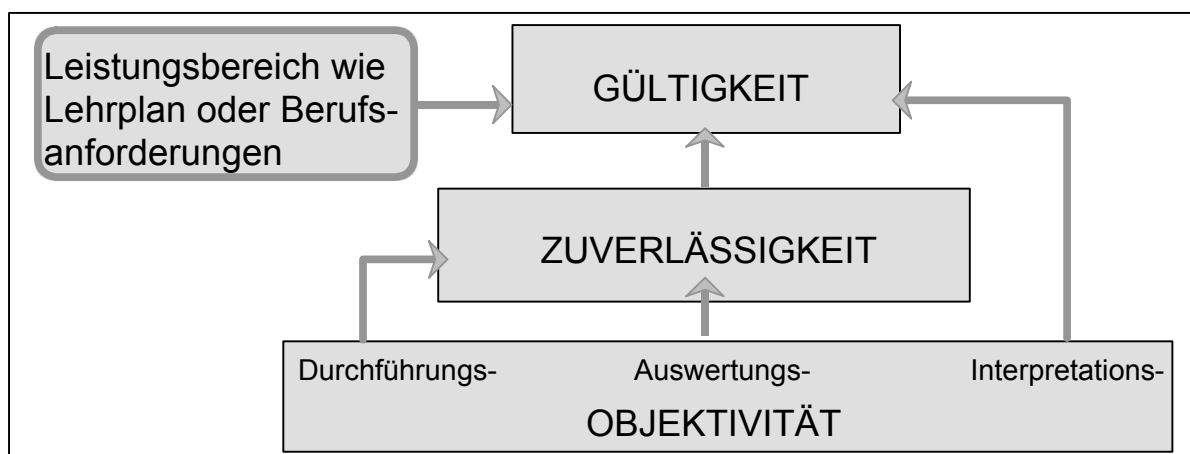 Leistungsbereich wie
Lehrplan oder Berufs-
anforderungen
GÜLTIGKEIT
ZUVERLÄSSIGKEIT
Durchführungs- Auswertungs- Interpretations-
OBJEKTIVITÄT